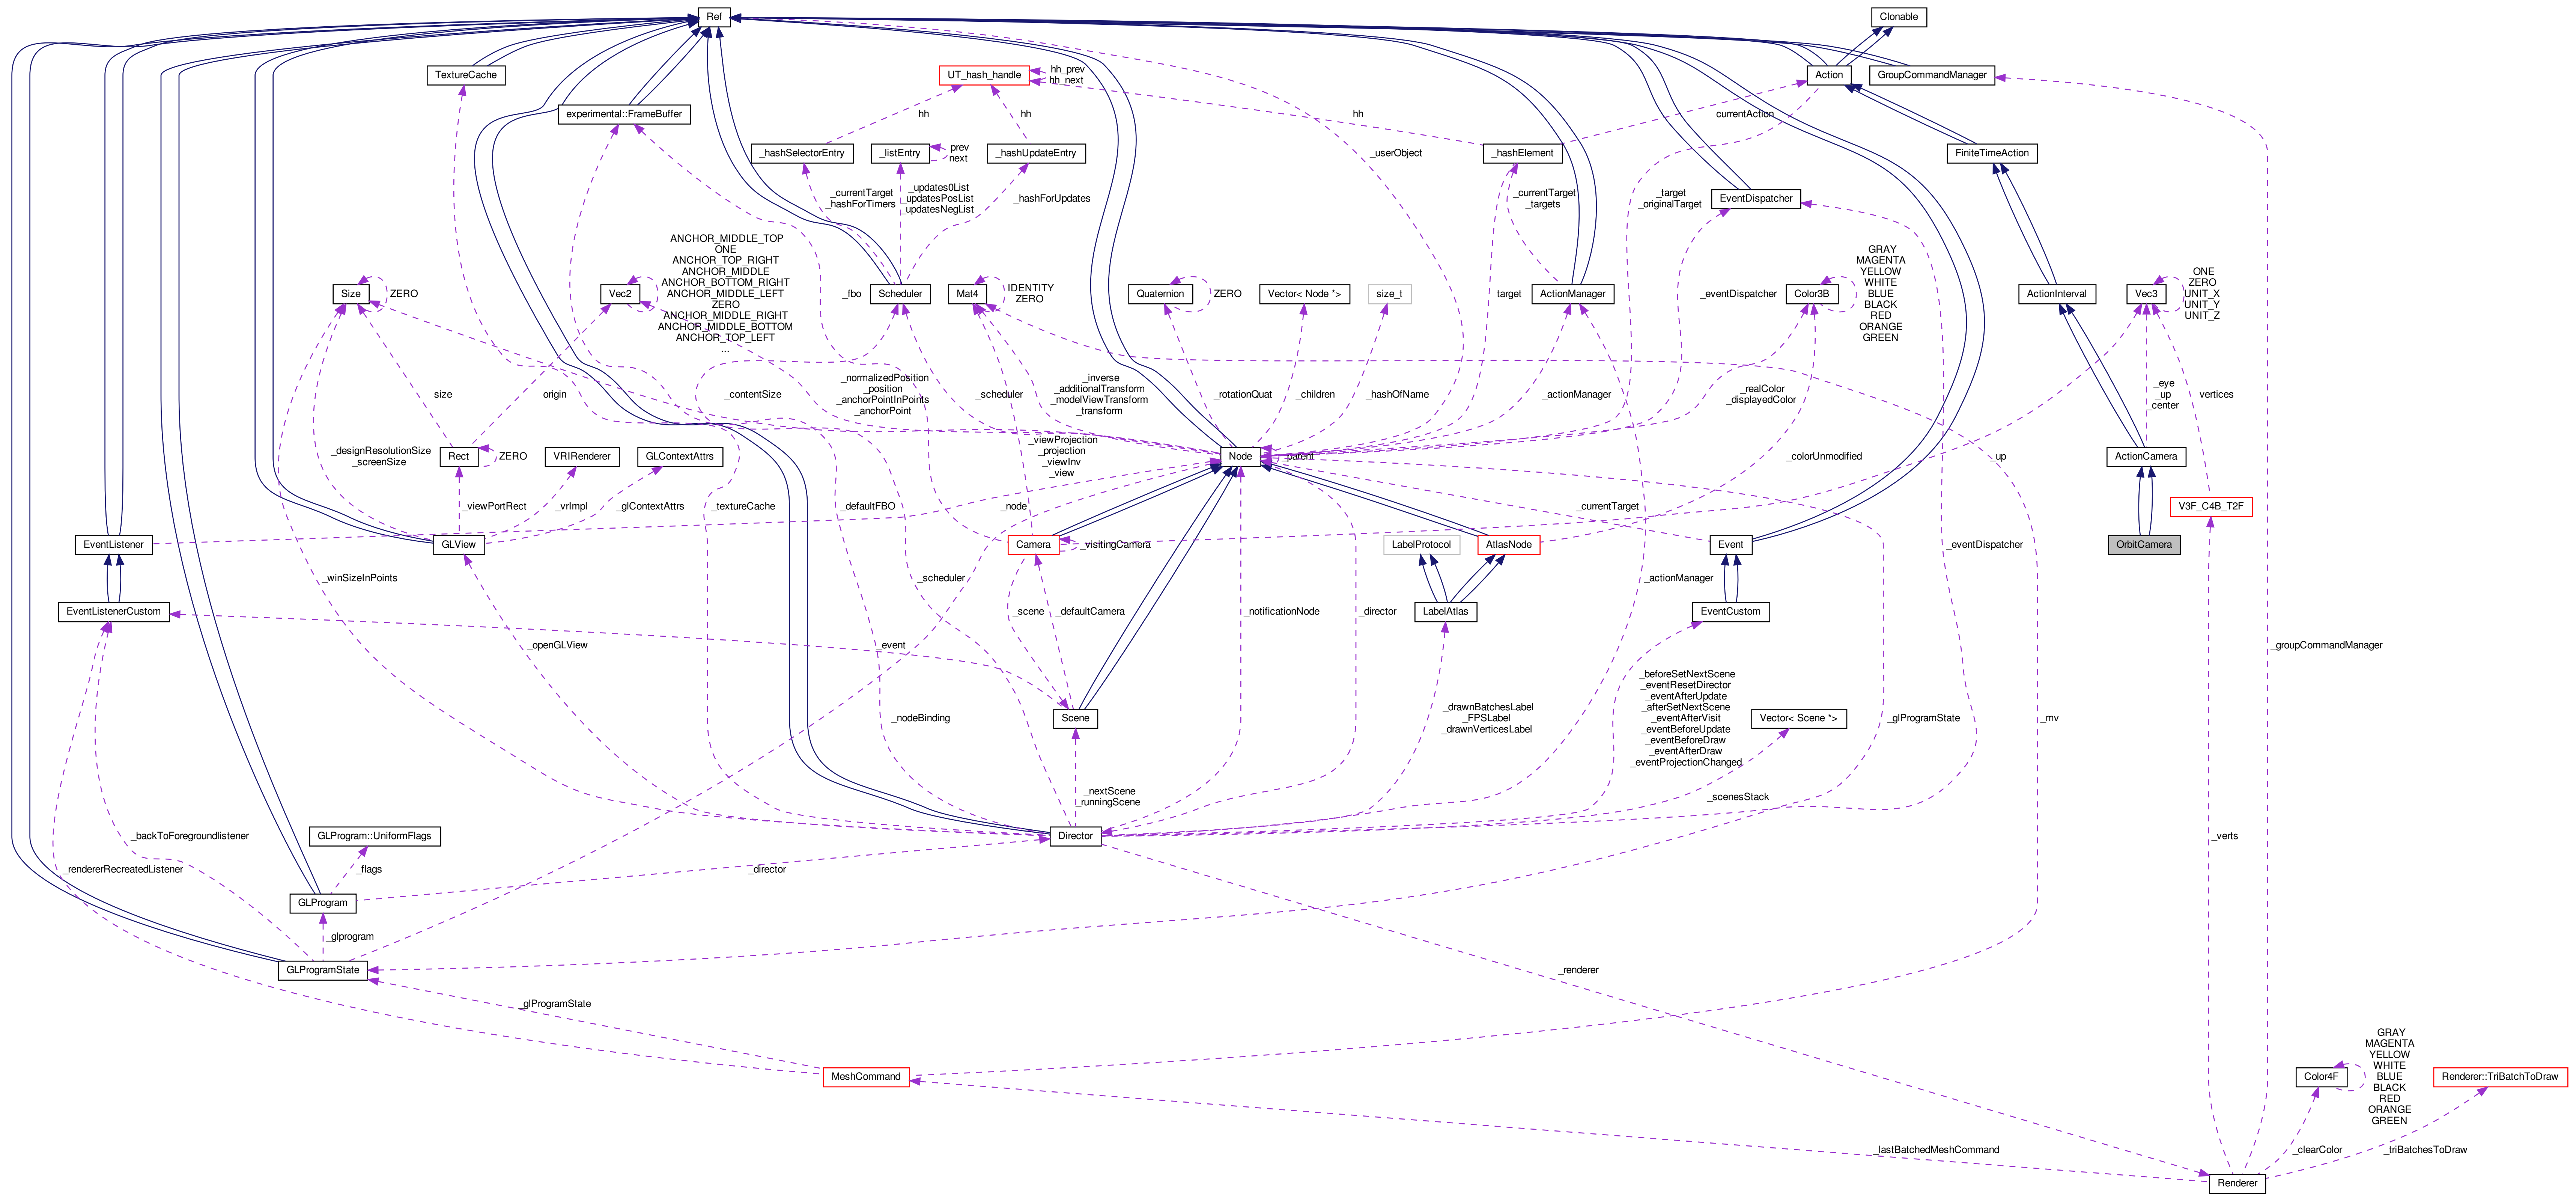 Ref
Clonable
TextureCache
UT_hash_handle
hh_prev
hh_next
Action
GroupCommandManager
experimental::FrameBuffer
hh
hh
hh
currentAction
_hashSelectorEntry
_listEntry
prev
next
_hashUpdateEntry
_userObject
_hashElement
FiniteTimeAction
_currentTarget
_hashForTimers
_updates0List
_updatesPosList
_updatesNegList
_hashForUpdates
_currentTarget
_targets
_target
_originalTarget
EventDispatcher
ANCHOR_MIDDLE_TOP
ONE
ANCHOR_TOP_RIGHT
ANCHOR_MIDDLE
ANCHOR_BOTTOM_RIGHT
ANCHOR_MIDDLE_LEFT
ZERO
ANCHOR_MIDDLE_RIGHT
ANCHOR_MIDDLE_BOTTOM
ANCHOR_TOP_LEFT
...
GRAY
MAGENTA
YELLOW
WHITE
BLUE
BLACK
RED
ORANGE
GREEN
Size
ZERO
Vec2
_fbo
Scheduler
Mat4
IDENTITY
ZERO
Quaternion
ZERO
Vector< Node *>
size_t
target
ActionManager
_eventDispatcher
Color3B
ActionInterval
Vec3
ONE
ZERO
UNIT_X
UNIT_Y
UNIT_Z
size
origin
_contentSize
_normalizedPosition
_position
_anchorPointInPoints
_anchorPoint
_scheduler
_inverse
_additionalTransform
_modelViewTransform
_transform
_rotationQuat
_children
_hashOfName
_actionManager
_realColor
_displayedColor
_eye
_up
_center
vertices
_designResolutionSize
_screenSize
Rect
ZERO
VRIRenderer
GLContextAttrs
_viewProjection
_projection
_viewInv
_view
Node
_parent
_colorUnmodified
_up
ActionCamera
_viewPortRect
_vrImpl
_glContextAttrs
_textureCache
_defaultFBO
_node
_currentTarget
V3F_C4B_T2F
EventListener
GLView
Camera
_visitingCamera
LabelProtocol
AtlasNode
Event
_eventDispatcher
OrbitCamera
_winSizeInPoints
_scheduler
_actionManager
EventListenerCustom
_scene
_defaultCamera
_notificationNode
_director
LabelAtlas
EventCustom
_openGLView
_event
_groupCommandManager
_beforeSetNextScene
_eventResetDirector
_eventAfterUpdate
_afterSetNextScene
_eventAfterVisit
_eventBeforeUpdate
_eventBeforeDraw
_eventAfterDraw
_eventProjectionChanged
_nodeBinding
Scene
_drawnBatchesLabel
_FPSLabel
_drawnVerticesLabel
Vector< Scene *>
_glProgramState
_mv
_nextScene
_runningScene
_scenesStack
_backToForegroundlistener
GLProgram::UniformFlags
Director
_verts
_rendererRecreatedListener
_flags
_director
GLProgram
_glprogram
GLProgramState
_renderer
_glProgramState
MeshCommand
GRAY
MAGENTA
YELLOW
WHITE
BLUE
BLACK
RED
ORANGE
GREEN
Color4F
Renderer::TriBatchToDraw
_lastBatchedMeshCommand
_clearColor
_triBatchesToDraw
Renderer